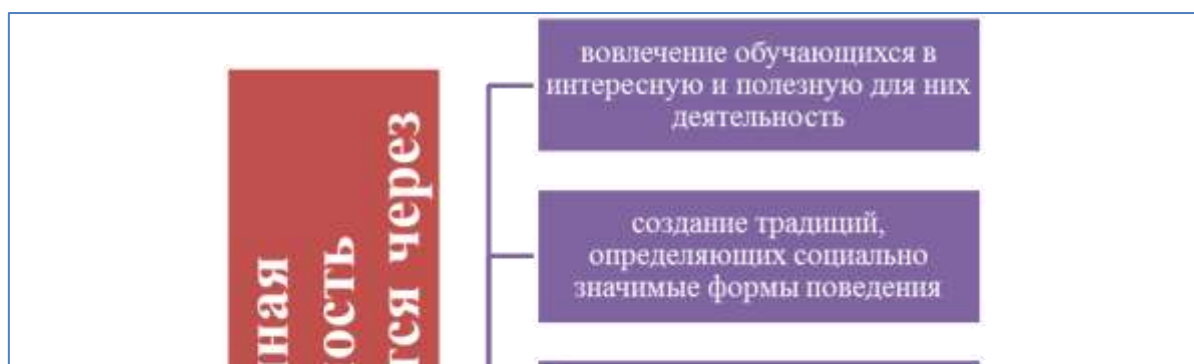 через
вовлечение обучающихся в
интересную и полезную для них
деятельность
создание традиций,
определяющих социально
значимые формы поведения